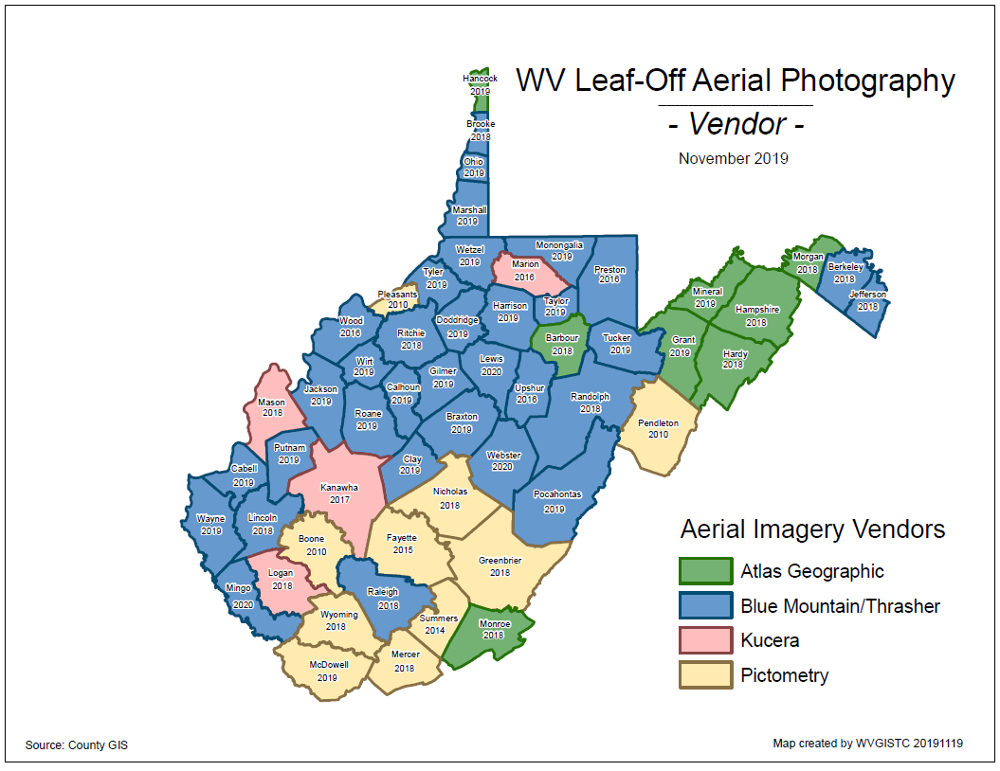 WV Leaf-Off Aerial Photography
- Vendor -
November 2019
Hancock
2019
Brooke
2018
Ohio
2019
Marshall
2019
Wetzel
2019
Monongalia
2019
Marion
2016
Preston
2016
Morgan
2018
Berkeley
2018
Jefferson
2018
Tyler
2019
Pleasants
2010
Mineral
2019
Hampshire
2018
Wood
2016
Ritchie
2018
Doddridge
2019
Harrison
2019
Taylor
2019
Barbour
2018
Tucker
2019
Grant
2019
Hardy
2018
Wirt
2019
Lewis
2020
Gilmer
2019
Calhoun
2019
Upshur
2016
Randolph
2018
Jackson
2019
Mason
2018
Roane
2019
Braxton
2019
Pendleton
2010
Putnam
2019
Clay
2019
Webster
2020
Cabell
2019
Kanawha
2017
Nicholas
2018
Pocahontas
2019
Wayne
2019
Lincoln
2018
Boone
2010
Fayette
2015
Greenbrier
2018
Logan
2018
Mingo
2020
Raleigh
2018
Wyoming
2018
Summers
2014
Monroe
2018
Mercer
2018
McDowell
2019
Aerial Imagery Vendors
Atlas Geographic
Blue Mountain/Thrasher
Kucera
Pictometry
Source: County GIS
Map created by WVGISTC 20191119